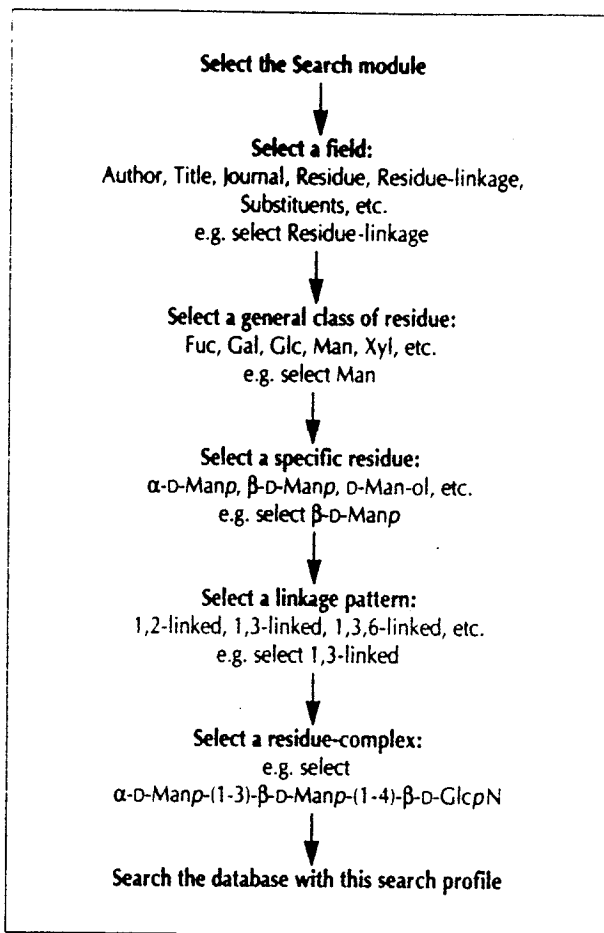 Select the Search module
Select a field:
Author, Title, Journal, Residue, Residue-linkage,
Substituents, etc.
e.g. select Residue-linkage
Select a general class of residue:
Fuc, Gal, Glc, Man, Xyl, etc.
e.g. select Man
Select a specific residue:
α-D-Manp, β-D-Manp, D-Man-ol, etc.
e.g. select β-D-Manp
Select a linkage pattern:
1,2-linked, 1,3-linked, 1,3,6-linked, etc.
e.g. select 1,3-linked
Select a residue-complex:
e.g. select
α-D-Manp-(1-3)-β-D-Manp-(1-4)-β-D-GlcpN
Search the database with this search profile